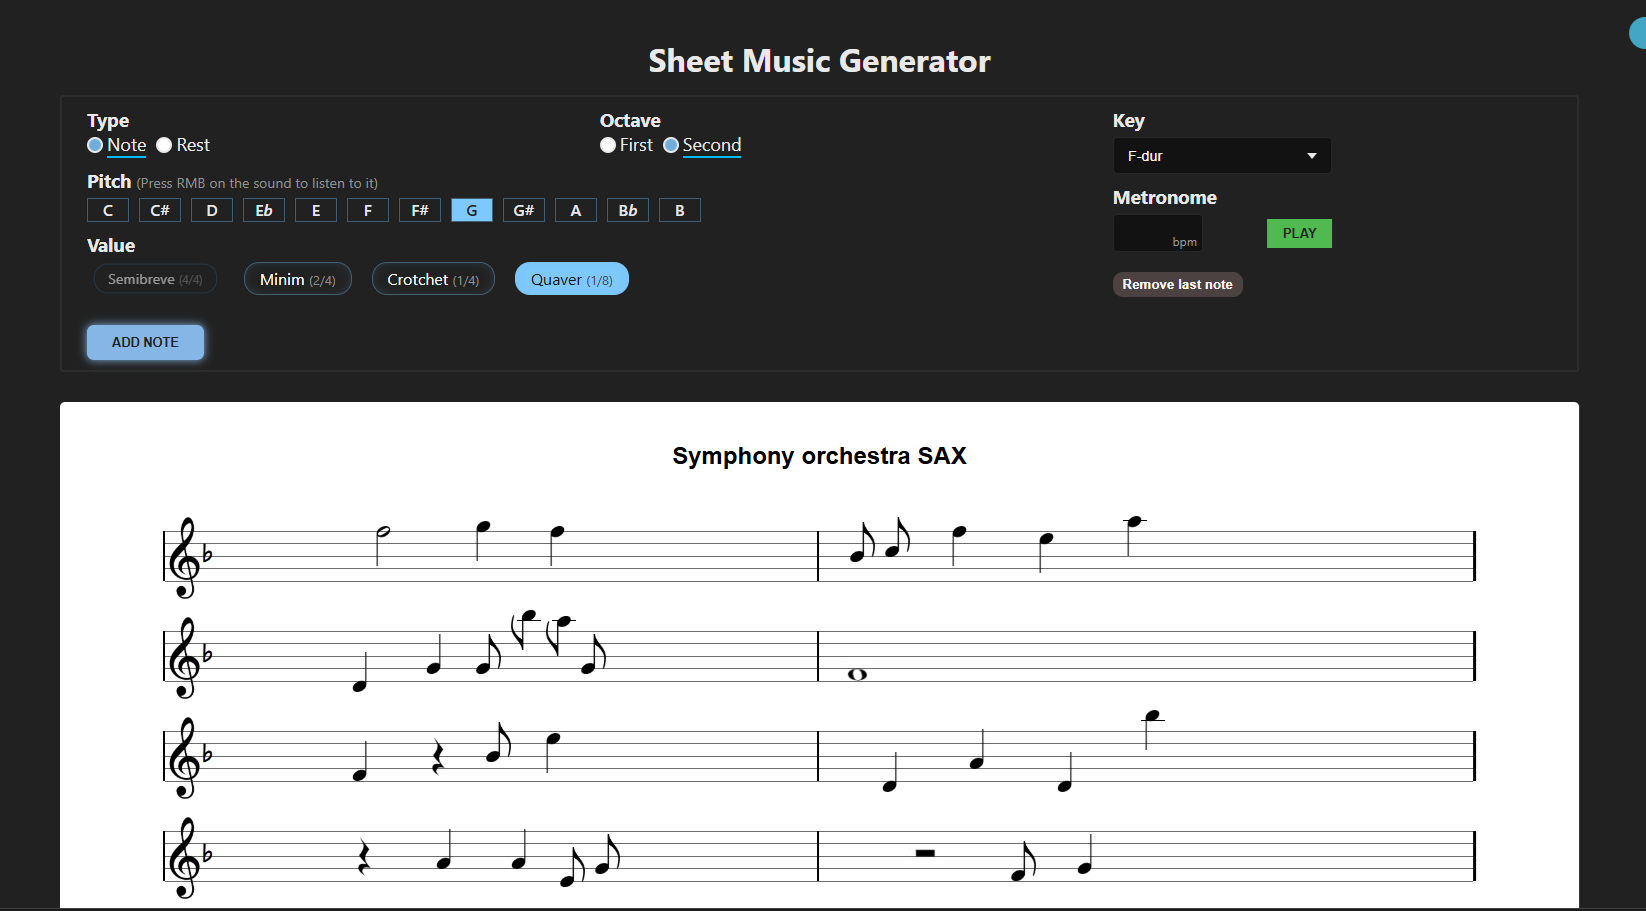 Sheet Music Generator
Type
Note Rest
Octave
First Second
Key
F-dur
Pitch (Press RMB on the sound to listen to it)
C C# D Eb E F F# G G# A Bb B
Metronome
bpm
PLAY
Value
Semibreve (4/4) Minim (2/4) Crotchet (1/4) Quaver (1/8)
Remove last note
ADD NOTE
Symphony orchestra SAX